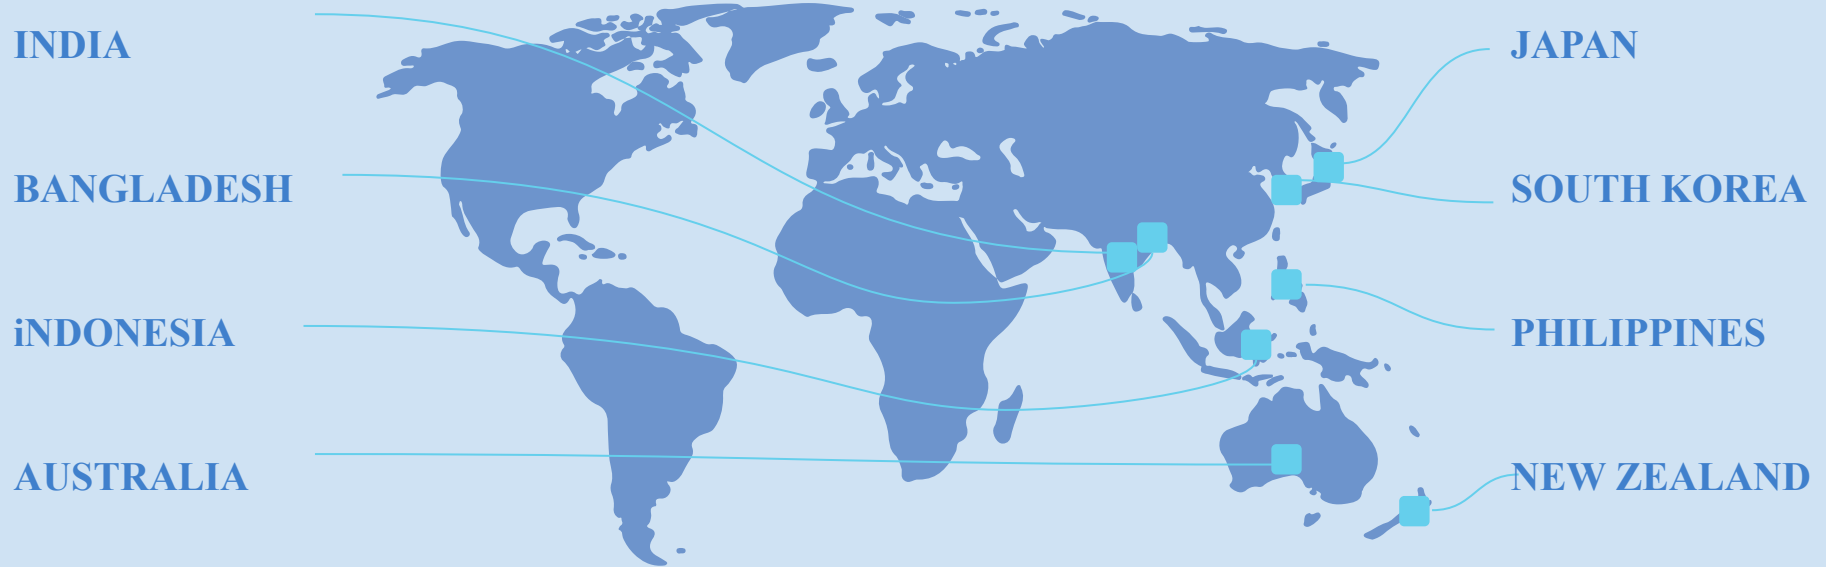 INDIA
BANGLADESH
iNDONESIA
AUSTRALIA
JAPAN
SOUTH KOREA
PHILIPPINES
NEW ZEALAND